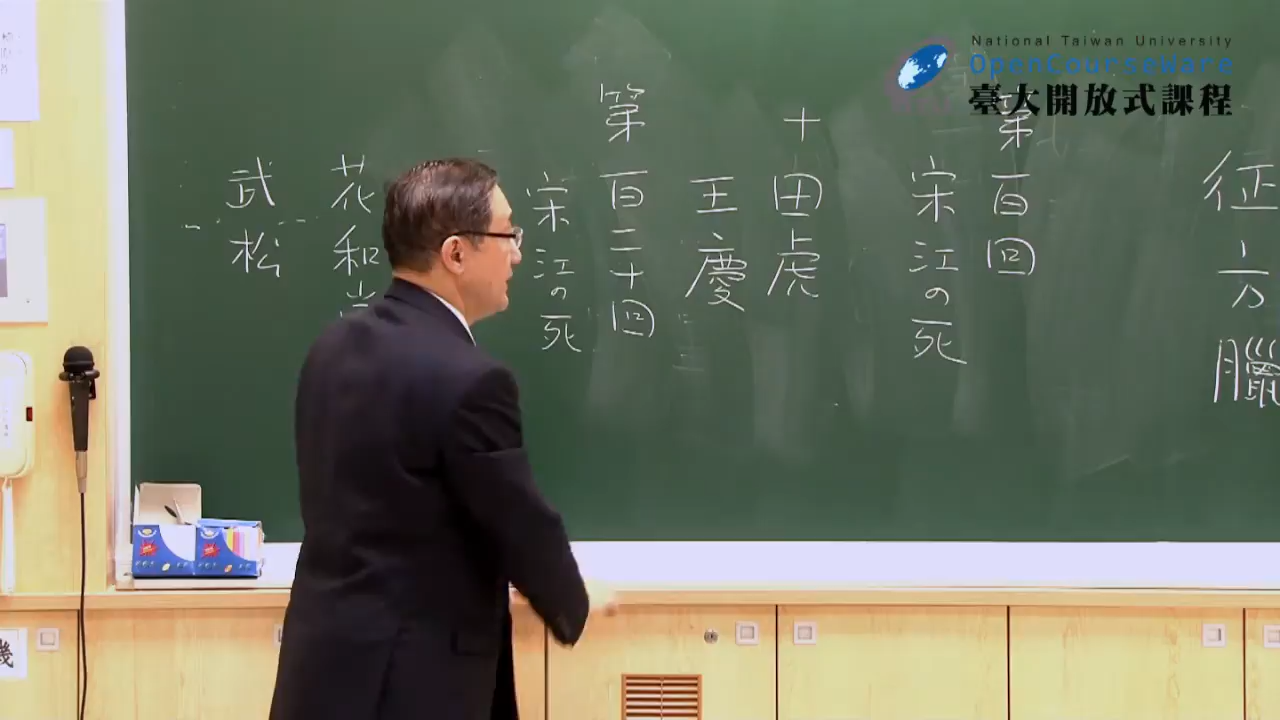 National Taiwan University
OpenCourseWare
臺大開放式課程
征
方
臘
第百回
宋江の死
十田虎
王慶
第百二十回
宋江の死
花和尚
武松